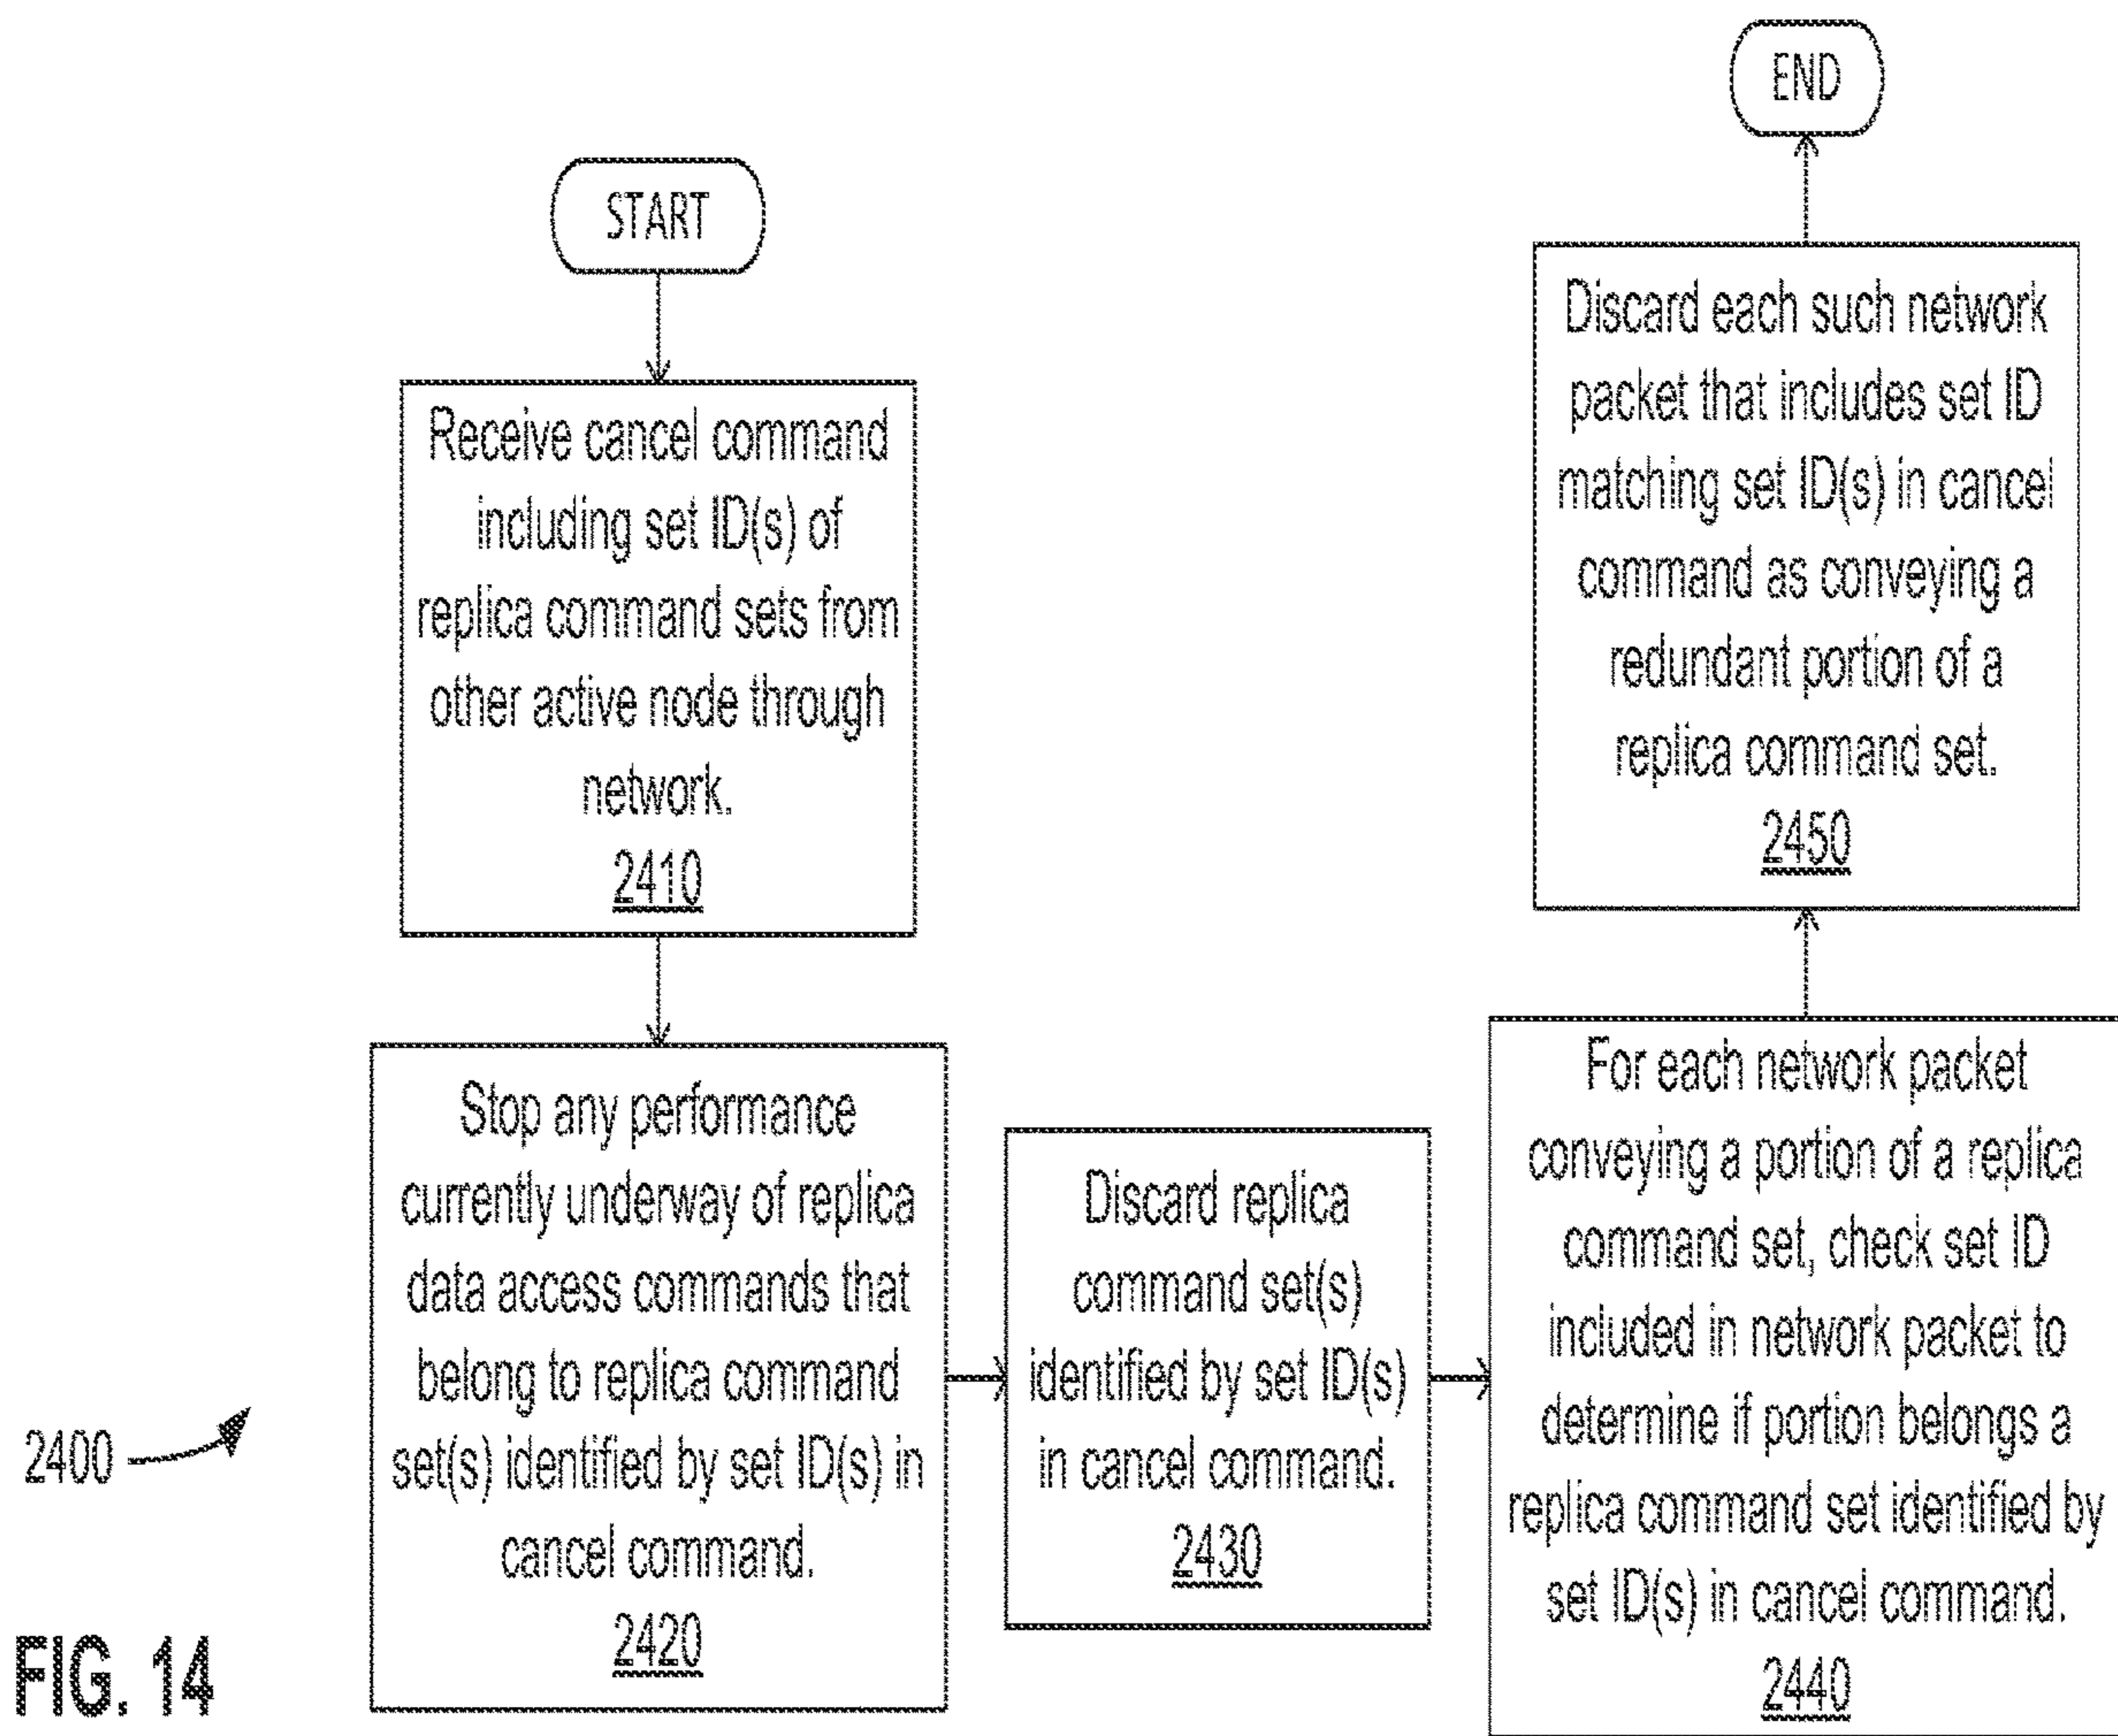 START
Receive cancel command
including set ID(s) of
replica command sets from
other active node through
network.
2410
Stop any performance
currently underway of replica
data access commands that
belong to replica command
set(s) identified by set ID(s) in
cancel command.
2420
Discard replica
command set(s)
identified by set ID(s)
in cancel command.
2430
For each network packet
conveying a portion of a replica
command set, check set ID
included in network packet to
determine if portion belongs a
replica command set identified by
set ID(s) in cancel command.
2440
Discard each such network
packet that includes set ID
matching set ID(s) in cancel
command as conveying a
redundant portion of a
replica command set.
2450
END
2400
FIG. 14